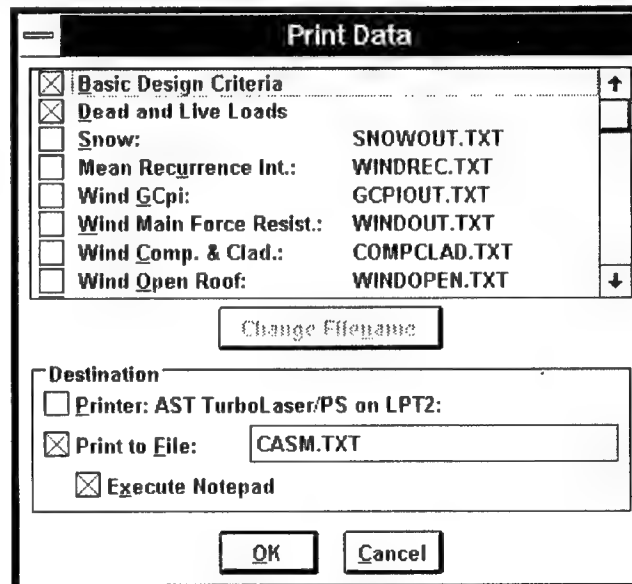 Print Data
Basic Design Criteria
Dead and Live Loads
Snow: SNOWOUT.TXT
Mean Recurrence Int.: WINDREC.TXT
Wind GCpi: GCPIOUT.TXT
Wind Main Force Resist.: WINDOUT.TXT
Wind Comp. & Clad.: COMPCLAD.TXT
Wind Open Roof: WINDOPEN.TXT
Change Filename
Destination
Printer: AST TurboLaser/PS on LPT2:
Print to File: CASM.TXT
Execute Notepad
OK Cancel